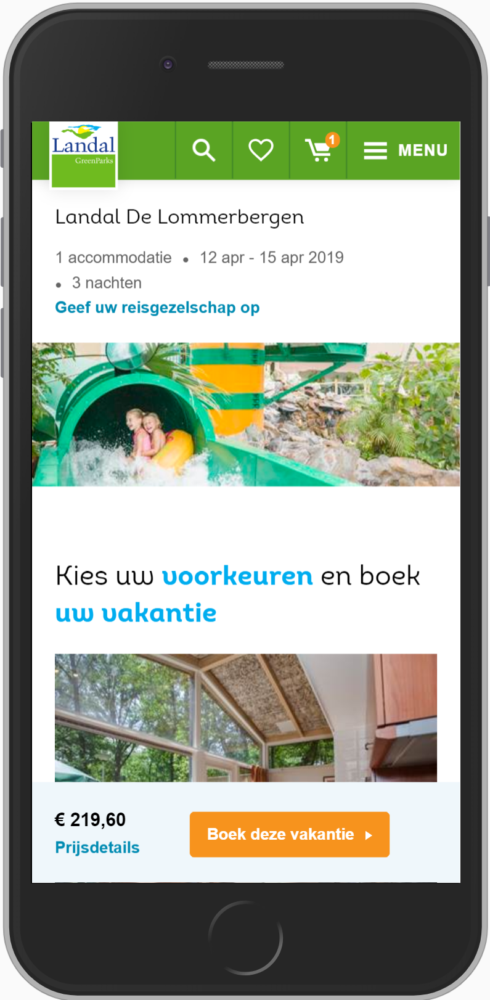 Landal
GreenParks
1
MENU
Landal De Lommerbergen
1 accommodatie • 12 apr - 15 apr 2019
• 3 nachten
Geef uw reisgezelschap op
Kies uw voorkeuren en boek
uw vakantie
€ 219,60
Prijsdetails
Boek deze vakantie